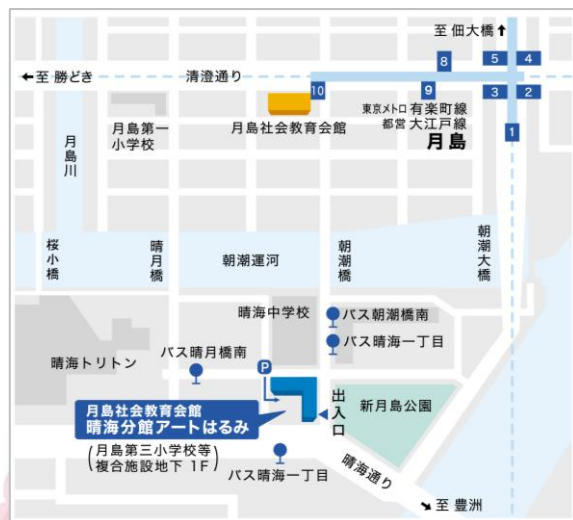 至 佃大橋↑
5 4
8
←至 勝どき
清澄通り
10
9
3 2
東京メトロ 有楽町線
都営 大江戸線
月島
1
月島第一
小学校
月島社会教育会館
月島川
桜小橋
晴月橋
朝潮運河
朝潮橋
朝潮大橋
晴海中学校
バス朝潮橋南
バス晴海一丁目
晴海トリトン
バス晴月橋南
P
月島社会教育会館
晴海分館アートはるみ
(月島第三小学校等
複合施設地下 1F)
出入口
新月島公園
バス晴海一丁目
晴海通り
至 豊洲